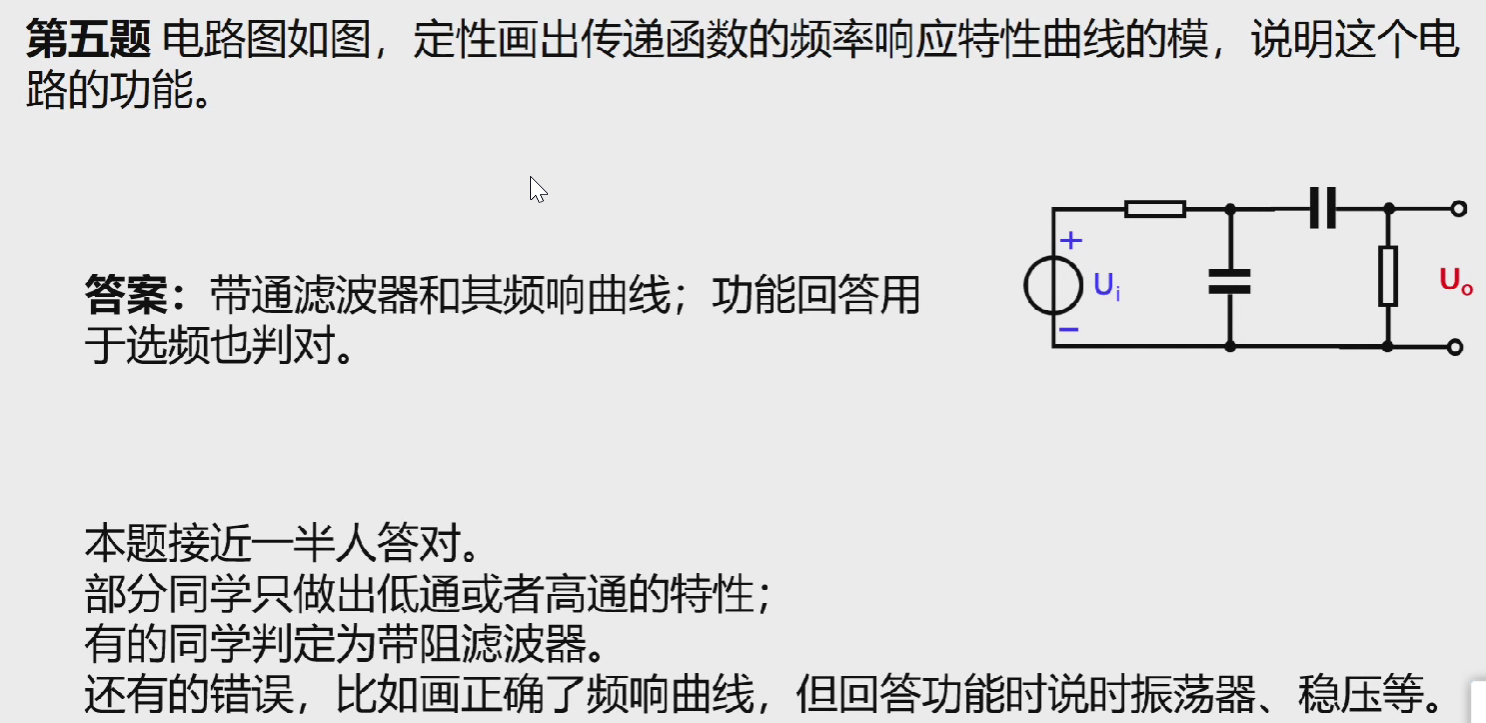 第五题 电路图如图，定性画出传递函数的频率响应特性曲线的模，说明这个电
路的功能。
+
Ui
−
Uo
答案：带通滤波器和其频响曲线；功能回答用
于选频也判对。
本题接近一半人答对。
部分同学只做出低通或者高通的特性；
有的同学判定为带阻滤波器。
还有的错误，比如画正确了频响曲线，但回答功能时说时振荡器、稳压等。